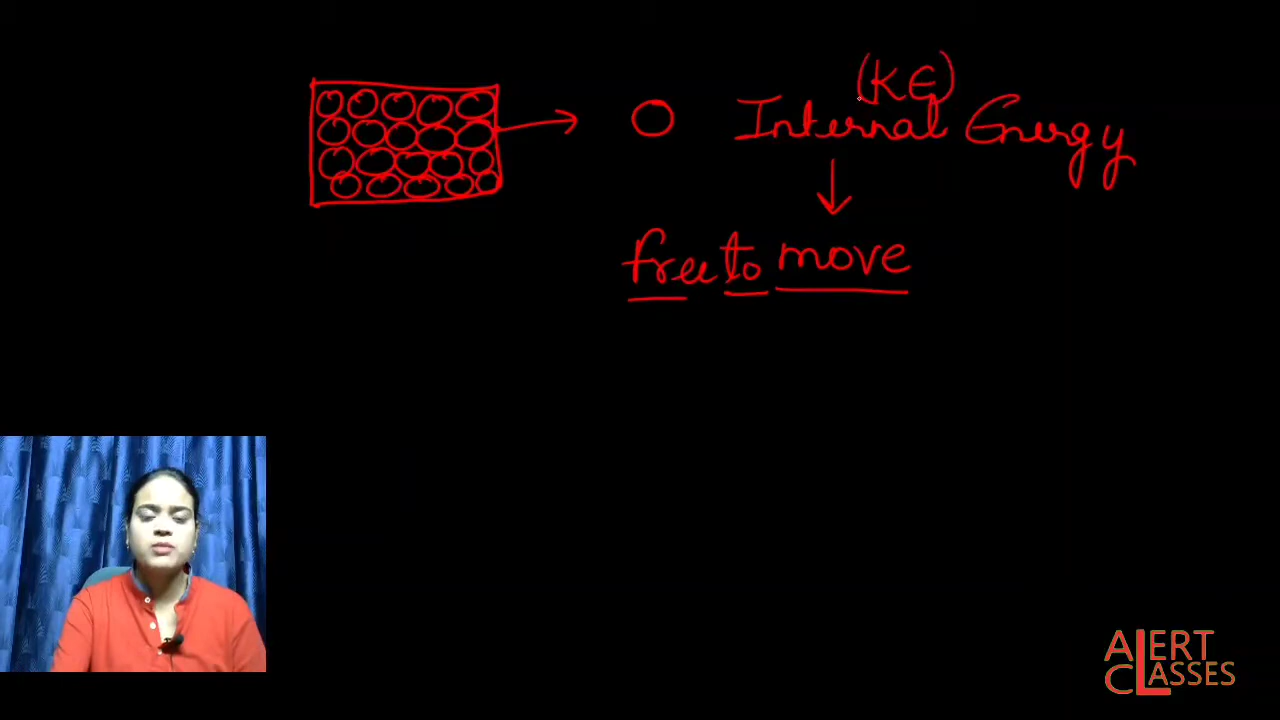 (KE)
Internal Energy
free to move
ALERT
CLASSES